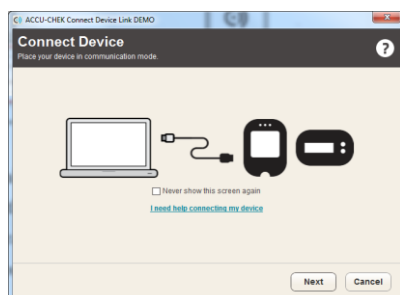 ACCU-CHEK Connect Device Link DEMO
Connect Device
Place your device in communication mode.
?
Never show this screen again
I need help connecting my device
Next
Cancel